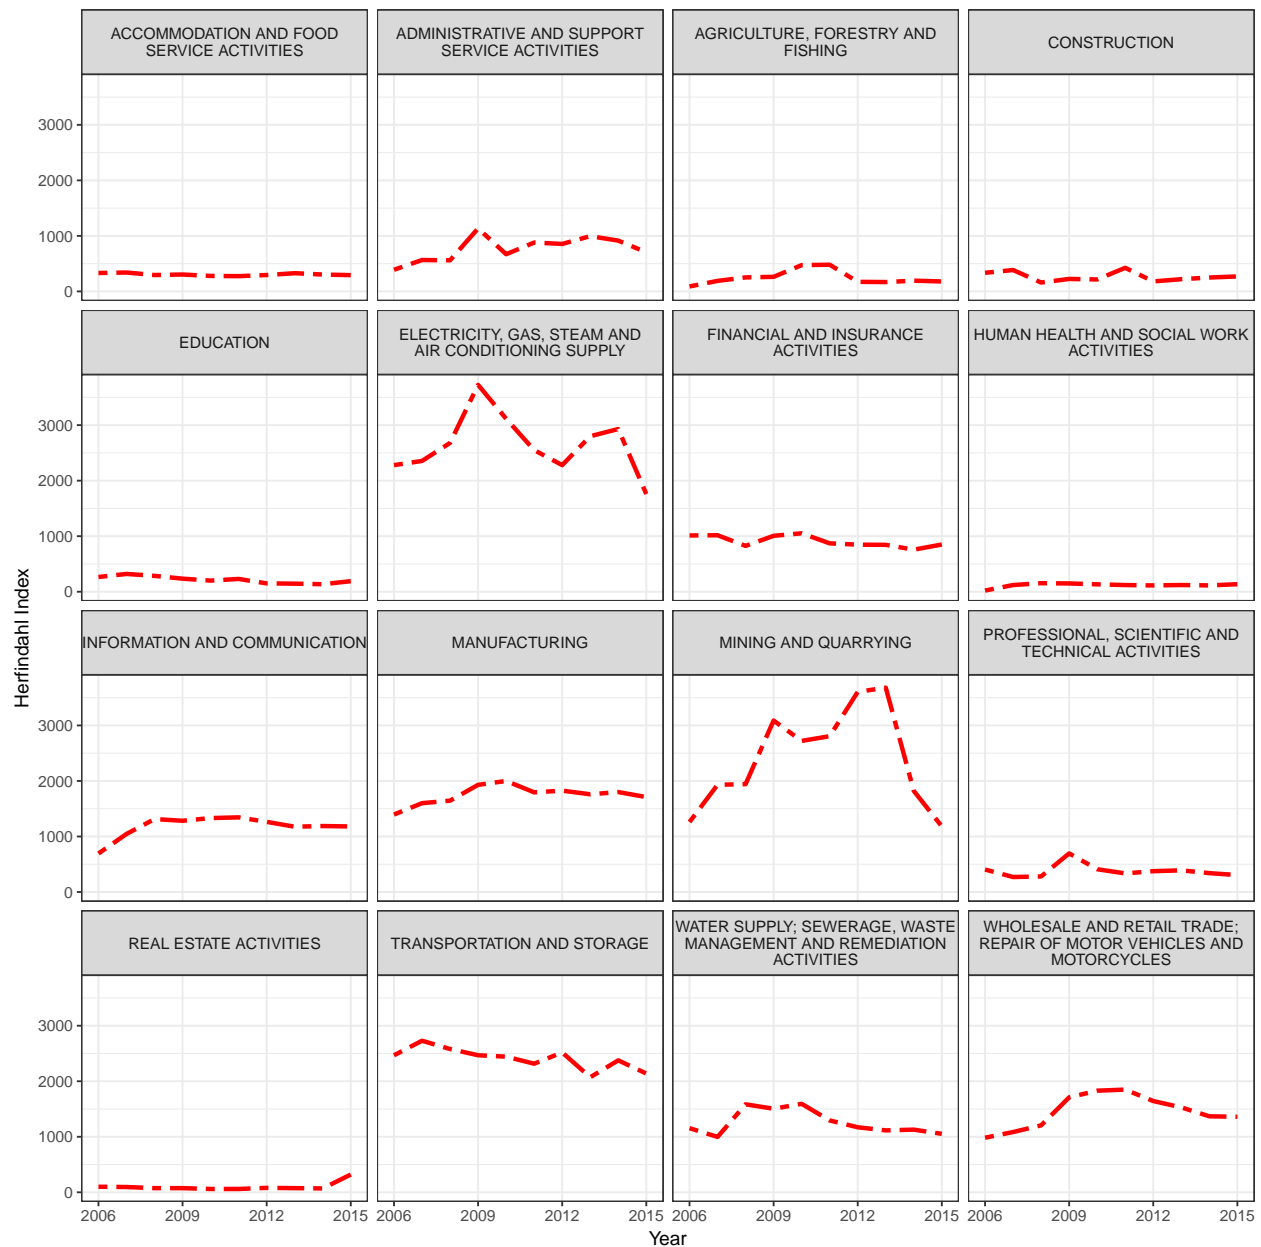 ACCOMMODATION AND FOOD
SERVICE ACTIVITIES
ADMINISTRATIVE AND SUPPORT
SERVICE ACTIVITIES
AGRICULTURE, FORESTRY AND
FISHING
CONSTRUCTION
3000
2000
1000
0
EDUCATION
ELECTRICITY, GAS, STEAM AND
AIR CONDITIONING SUPPLY
FINANCIAL AND INSURANCE
ACTIVITIES
HUMAN HEALTH AND SOCIAL WORK
ACTIVITIES
3000
2000
1000
0
Herfindahl Index
INFORMATION AND COMMUNICATION
MANUFACTURING
MINING AND QUARRYING
PROFESSIONAL, SCIENTIFIC AND
TECHNICAL ACTIVITIES
3000
2000
1000
0
REAL ESTATE ACTIVITIES
TRANSPORTATION AND STORAGE
WATER SUPPLY; SEWERAGE, WASTE
MANAGEMENT AND REMEDIATION
ACTIVITIES
WHOLESALE AND RETAIL TRADE;
REPAIR OF MOTOR VEHICLES AND
MOTORCYCLES
3000
2000
1000
0
2006 2009 2012 2015 2006 2009 2012 2015 2006 2009 2012 2015 2006 2009 2012 2015
Year